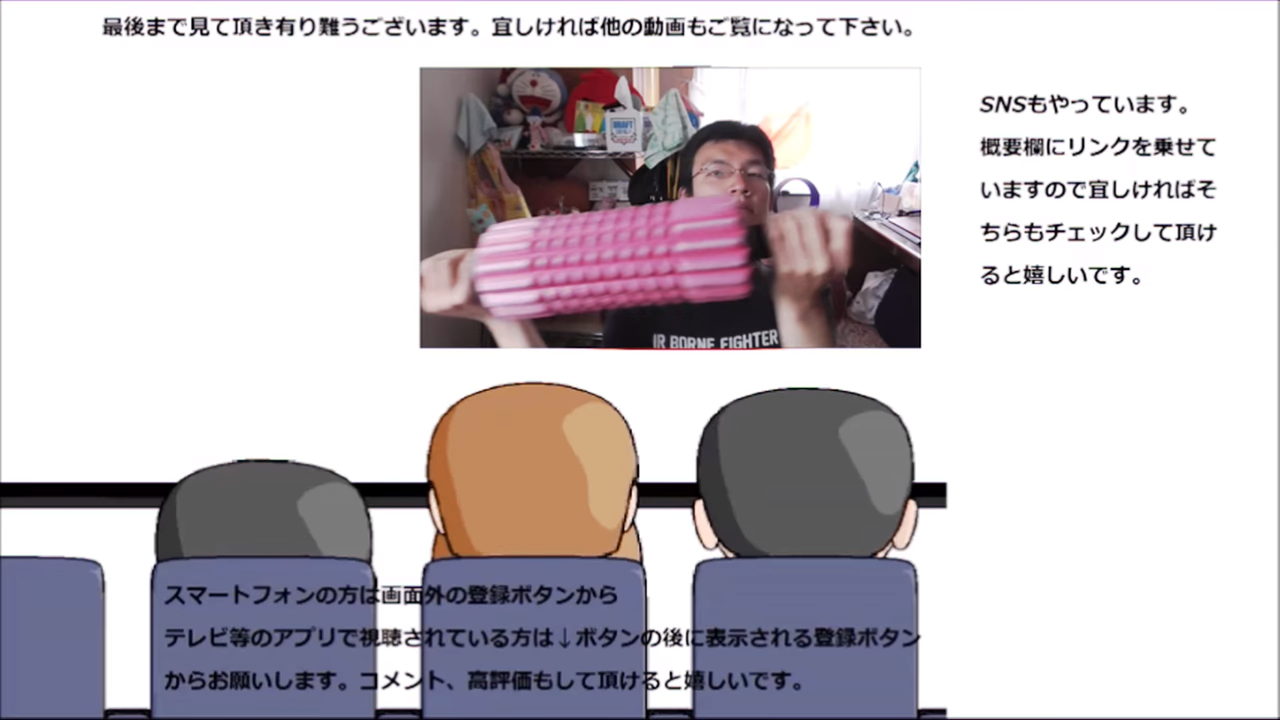 最後まで見て頂き有り難うございます。宜しければ他の動画もご覧になって下さい。
SNSもやっています。
概要欄にリンクを乗せて
いますので宜しければそ
ちらもチェックして頂け
ると嬉しいです。
DRAFT
IR BORNE FIGHTER
スマートフォンの方は画面外の登録ボタンから
テレビ等のアプリで視聴されている方は↓ボタンの後に表示される登録ボタン
からお願いします。コメント、高評価もして頂けると嬉しいです。